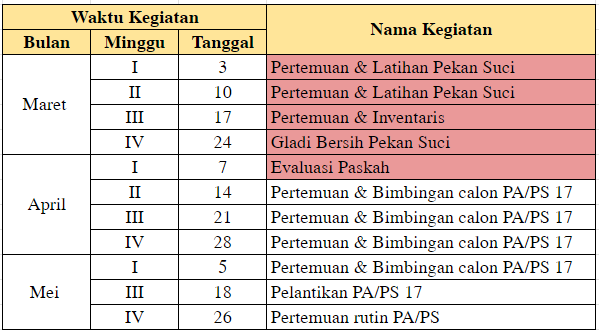 Waktu Kegiatan Nama Kegiatan
Bulan Minggu Tanggal
Maret I 3 Pertemuan & Latihan Pekan Suci
II 10 Pertemuan & Latihan Pekan Suci
III 17 Pertemuan & Inventaris
IV 24 Gladi Bersih Pekan Suci
April I 7 Evaluasi Paskah
II 14 Pertemuan & Bimbingan calon PA/PS 17
III 21 Pertemuan & Bimbingan calon PA/PS 17
IV 28 Pertemuan & Bimbingan calon PA/PS 17
Mei I 5 Pertemuan & Bimbingan calon PA/PS 17
III 18 Pelantikan PA/PS 17
IV 26 Pertemuan rutin PA/PS